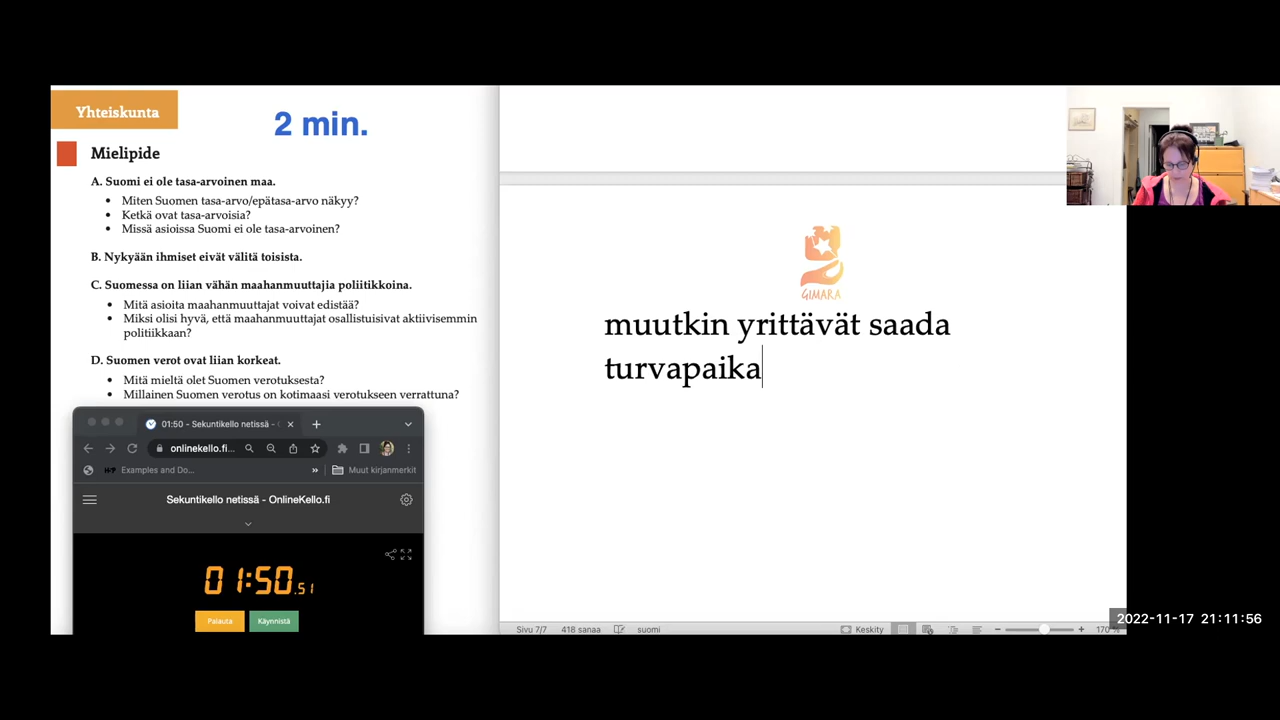 Yhteiskunta
2 min.
Mielipide
A. Suomi ei ole tasa-arvoinen maa.
• Miten Suomen tasa-arvo/epätasa-arvo näkyy?
• Ketkä ovat tasa-arvoisia?
• Missä asioissa Suomi ei ole tasa-arvoinen?
B. Nykyään ihmiset eivät välitä toisista.
C. Suomessa on liian vähän maahanmuuttajia poliitikkoina.
• Mitä asioita maahanmuuttajat voivat edistää?
• Miksi olisi hyvä, että maahanmuuttajat osallistuisivat aktiivisemmin
politiikkaan?
D. Suomen verot ovat liian korkeat.
• Mitä mieltä olet Suomen verotuksesta?
• Millainen Suomen verotus on kotimaasi verotukseen verrattuna?
01:50 - Sekuntikello netissä - 
onlinekello.fi...
Examples and Do...
» Muut kirjanmerkit
Sekuntikello netissä - OnlineKello.fi
01:50.51
Palauta Käynnistä
GIMARA
muutkin yrittävät saada
turvapaika
Sivu 7/7 418 sanaa suomi Keskity 170 %
2022-11-17 21:11:56